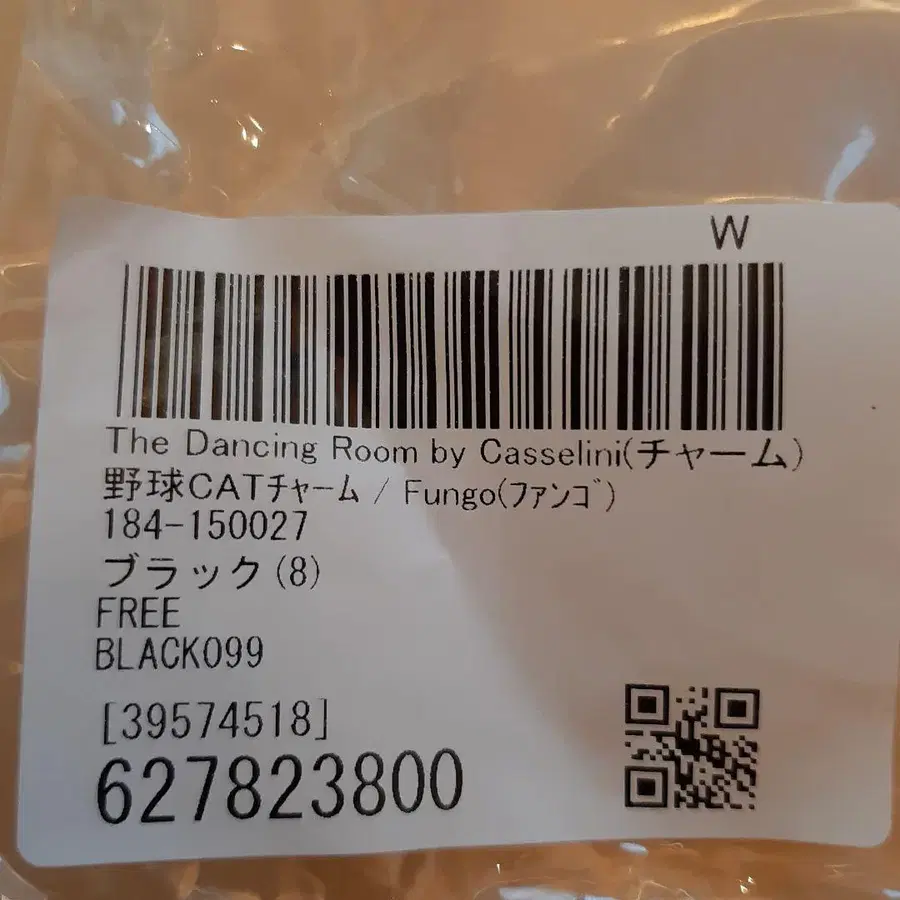 W
The Dancing Room by Casselini(チャーム)
野球CATﾁｬｰﾑ / Fungo(ﾌｧﾝｺﾞ)
184-150027
ブラック(8)
FREE
BLACK099
[39574518]
627823800